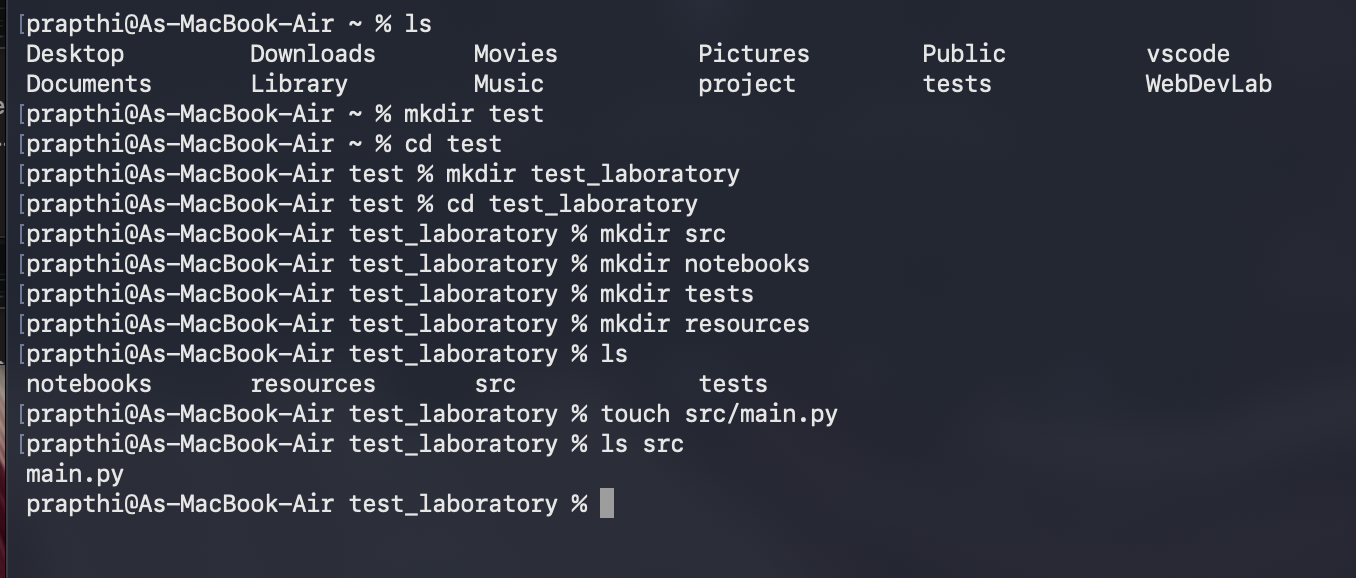 [prapthi@As-MacBook-Air ~ % ls
Desktop Downloads Movies Pictures Public vscode
Documents Library Music project tests WebDevLab
[prapthi@As-MacBook-Air ~ % mkdir test
[prapthi@As-MacBook-Air ~ % cd test
[prapthi@As-MacBook-Air test % mkdir test_laboratory
[prapthi@As-MacBook-Air test % cd test_laboratory
[prapthi@As-MacBook-Air test_laboratory % mkdir src
[prapthi@As-MacBook-Air test_laboratory % mkdir notebooks
[prapthi@As-MacBook-Air test_laboratory % mkdir tests
[prapthi@As-MacBook-Air test_laboratory % mkdir resources
[prapthi@As-MacBook-Air test_laboratory % ls
notebooks resources src tests
[prapthi@As-MacBook-Air test_laboratory % touch src/main.py
[prapthi@As-MacBook-Air test_laboratory % ls src
main.py
prapthi@As-MacBook-Air test_laboratory %